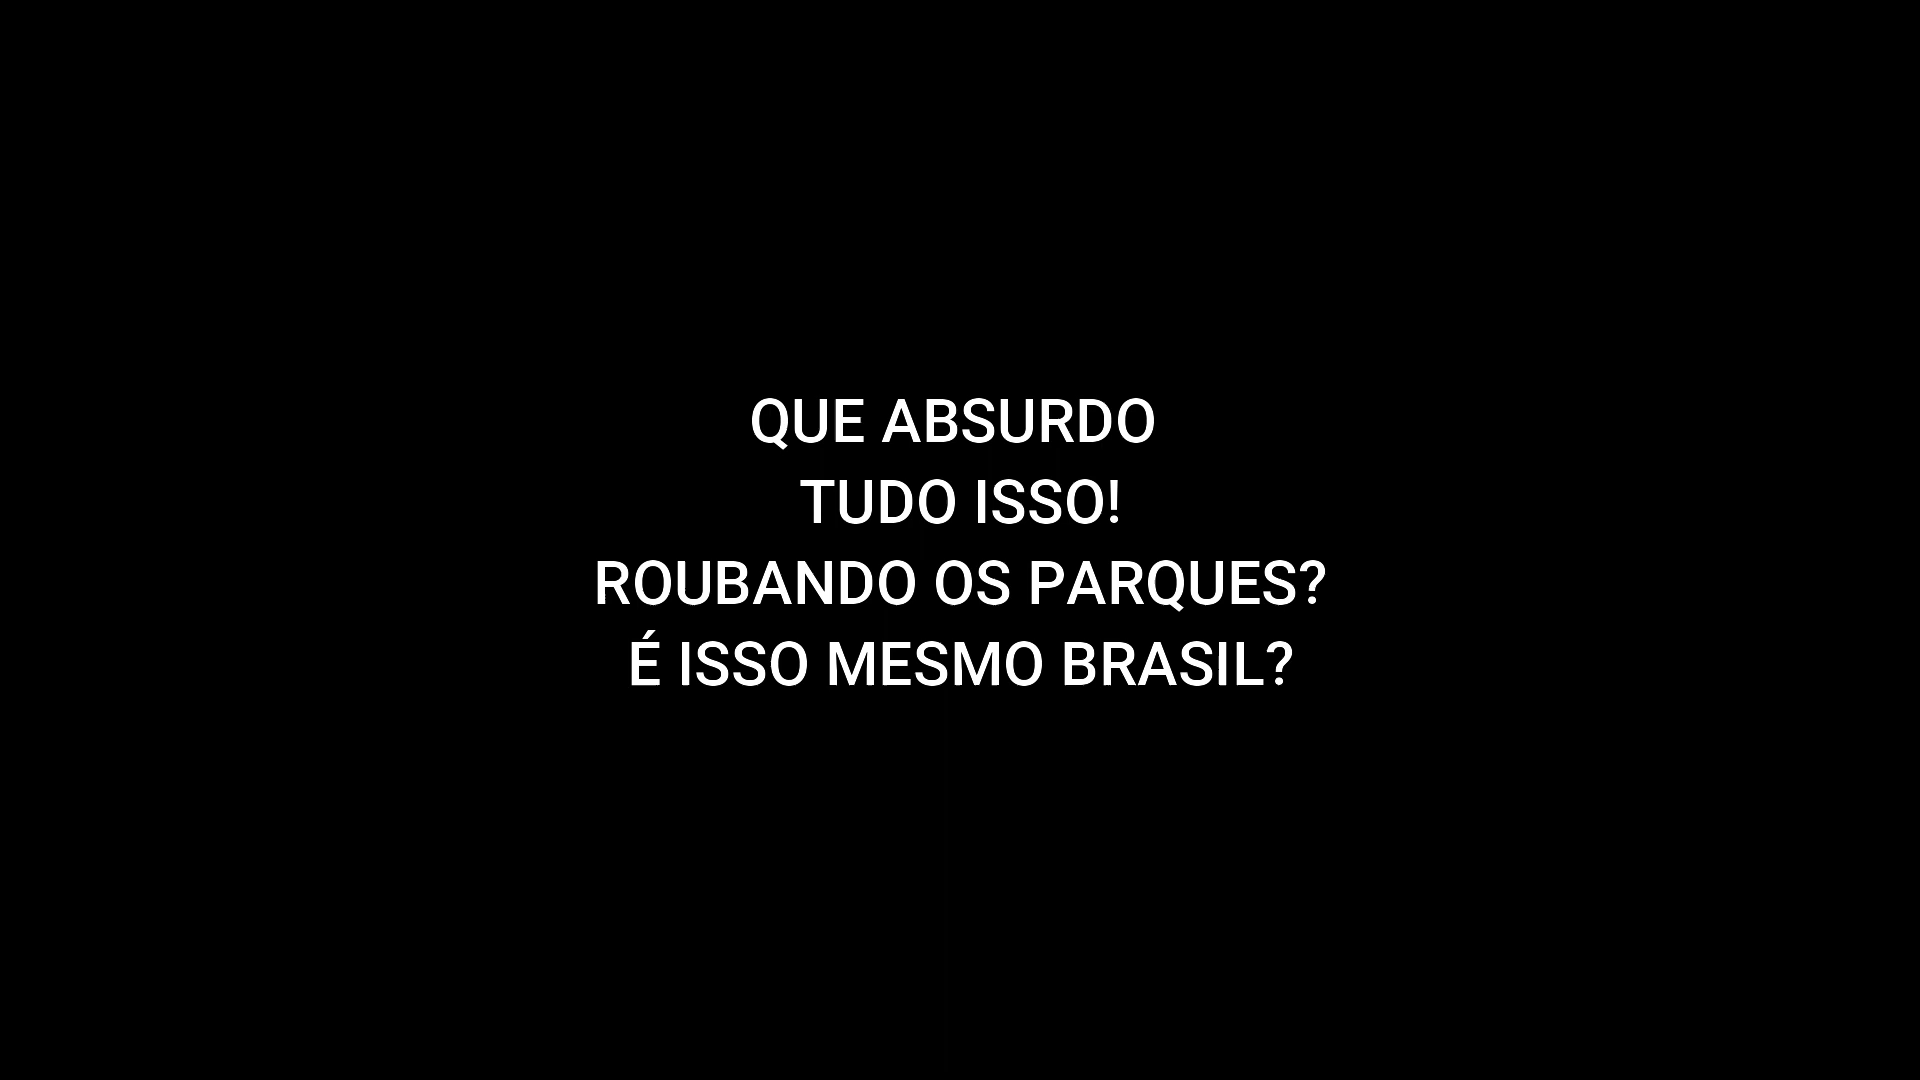 QUE ABSURDO
TUDO ISSO!
ROUBANDO OS PARQUES?
É ISSO MESMO BRASIL?